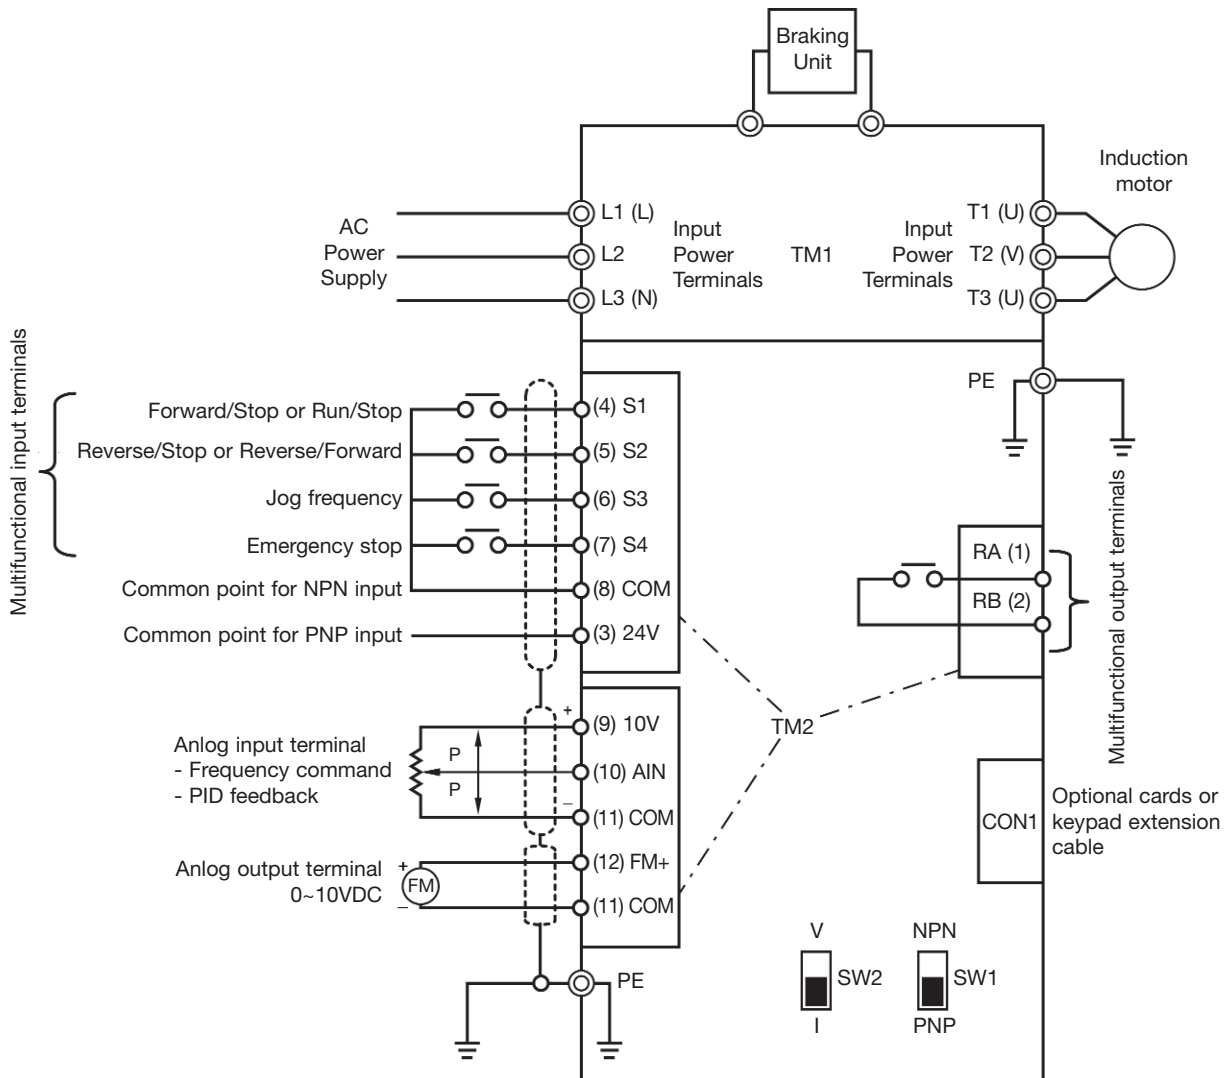 Braking
Unit
Induction
motor
AC
Power
Supply
L1 (L)
L2
L3 (N)
Input
Power
Terminals
TM1
Input
Power
Terminals
T1 (U)
T2 (V)
T3 (U)
PE
Multifunctional input terminals
Forward/Stop or Run/Stop
Reverse/Stop or Reverse/Forward
Jog frequency
Emergency stop
Common point for NPN input
Common point for PNP input
(4) S1
(5) S2
(6) S3
(7) S4
(8) COM
(3) 24V
RA (1)
RB (2)
Multifunctional output terminals
TM2
Analog input terminal
- Frequency command
- PID feedback
P
P
+
–
(9) 10V
(10) AIN
(11) COM
Analog output terminal
0~10VDC
+
FM
–
(12) FM+
(11) COM
PE
CON1
Optional cards or
keypad extension
cable
V
SW2
I
NPN
SW1
PNP